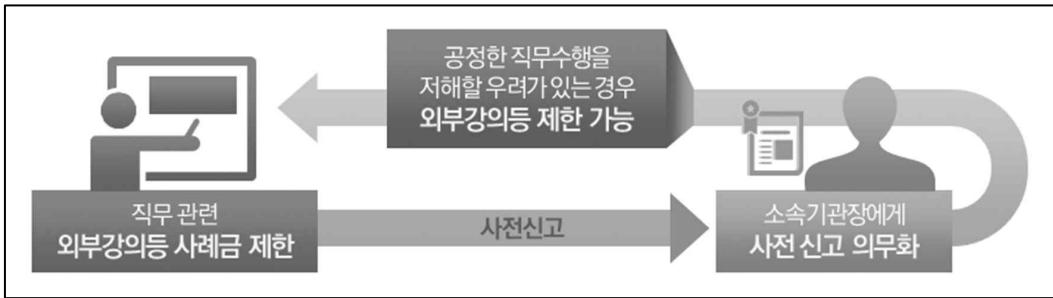 공정한 직무수행을
저해할 우려가 있는 경우
외부강의등 제한 가능
직무 관련
외부강의등 사례금 제한
사전신고
소속기관장에게
사전 신고 의무화